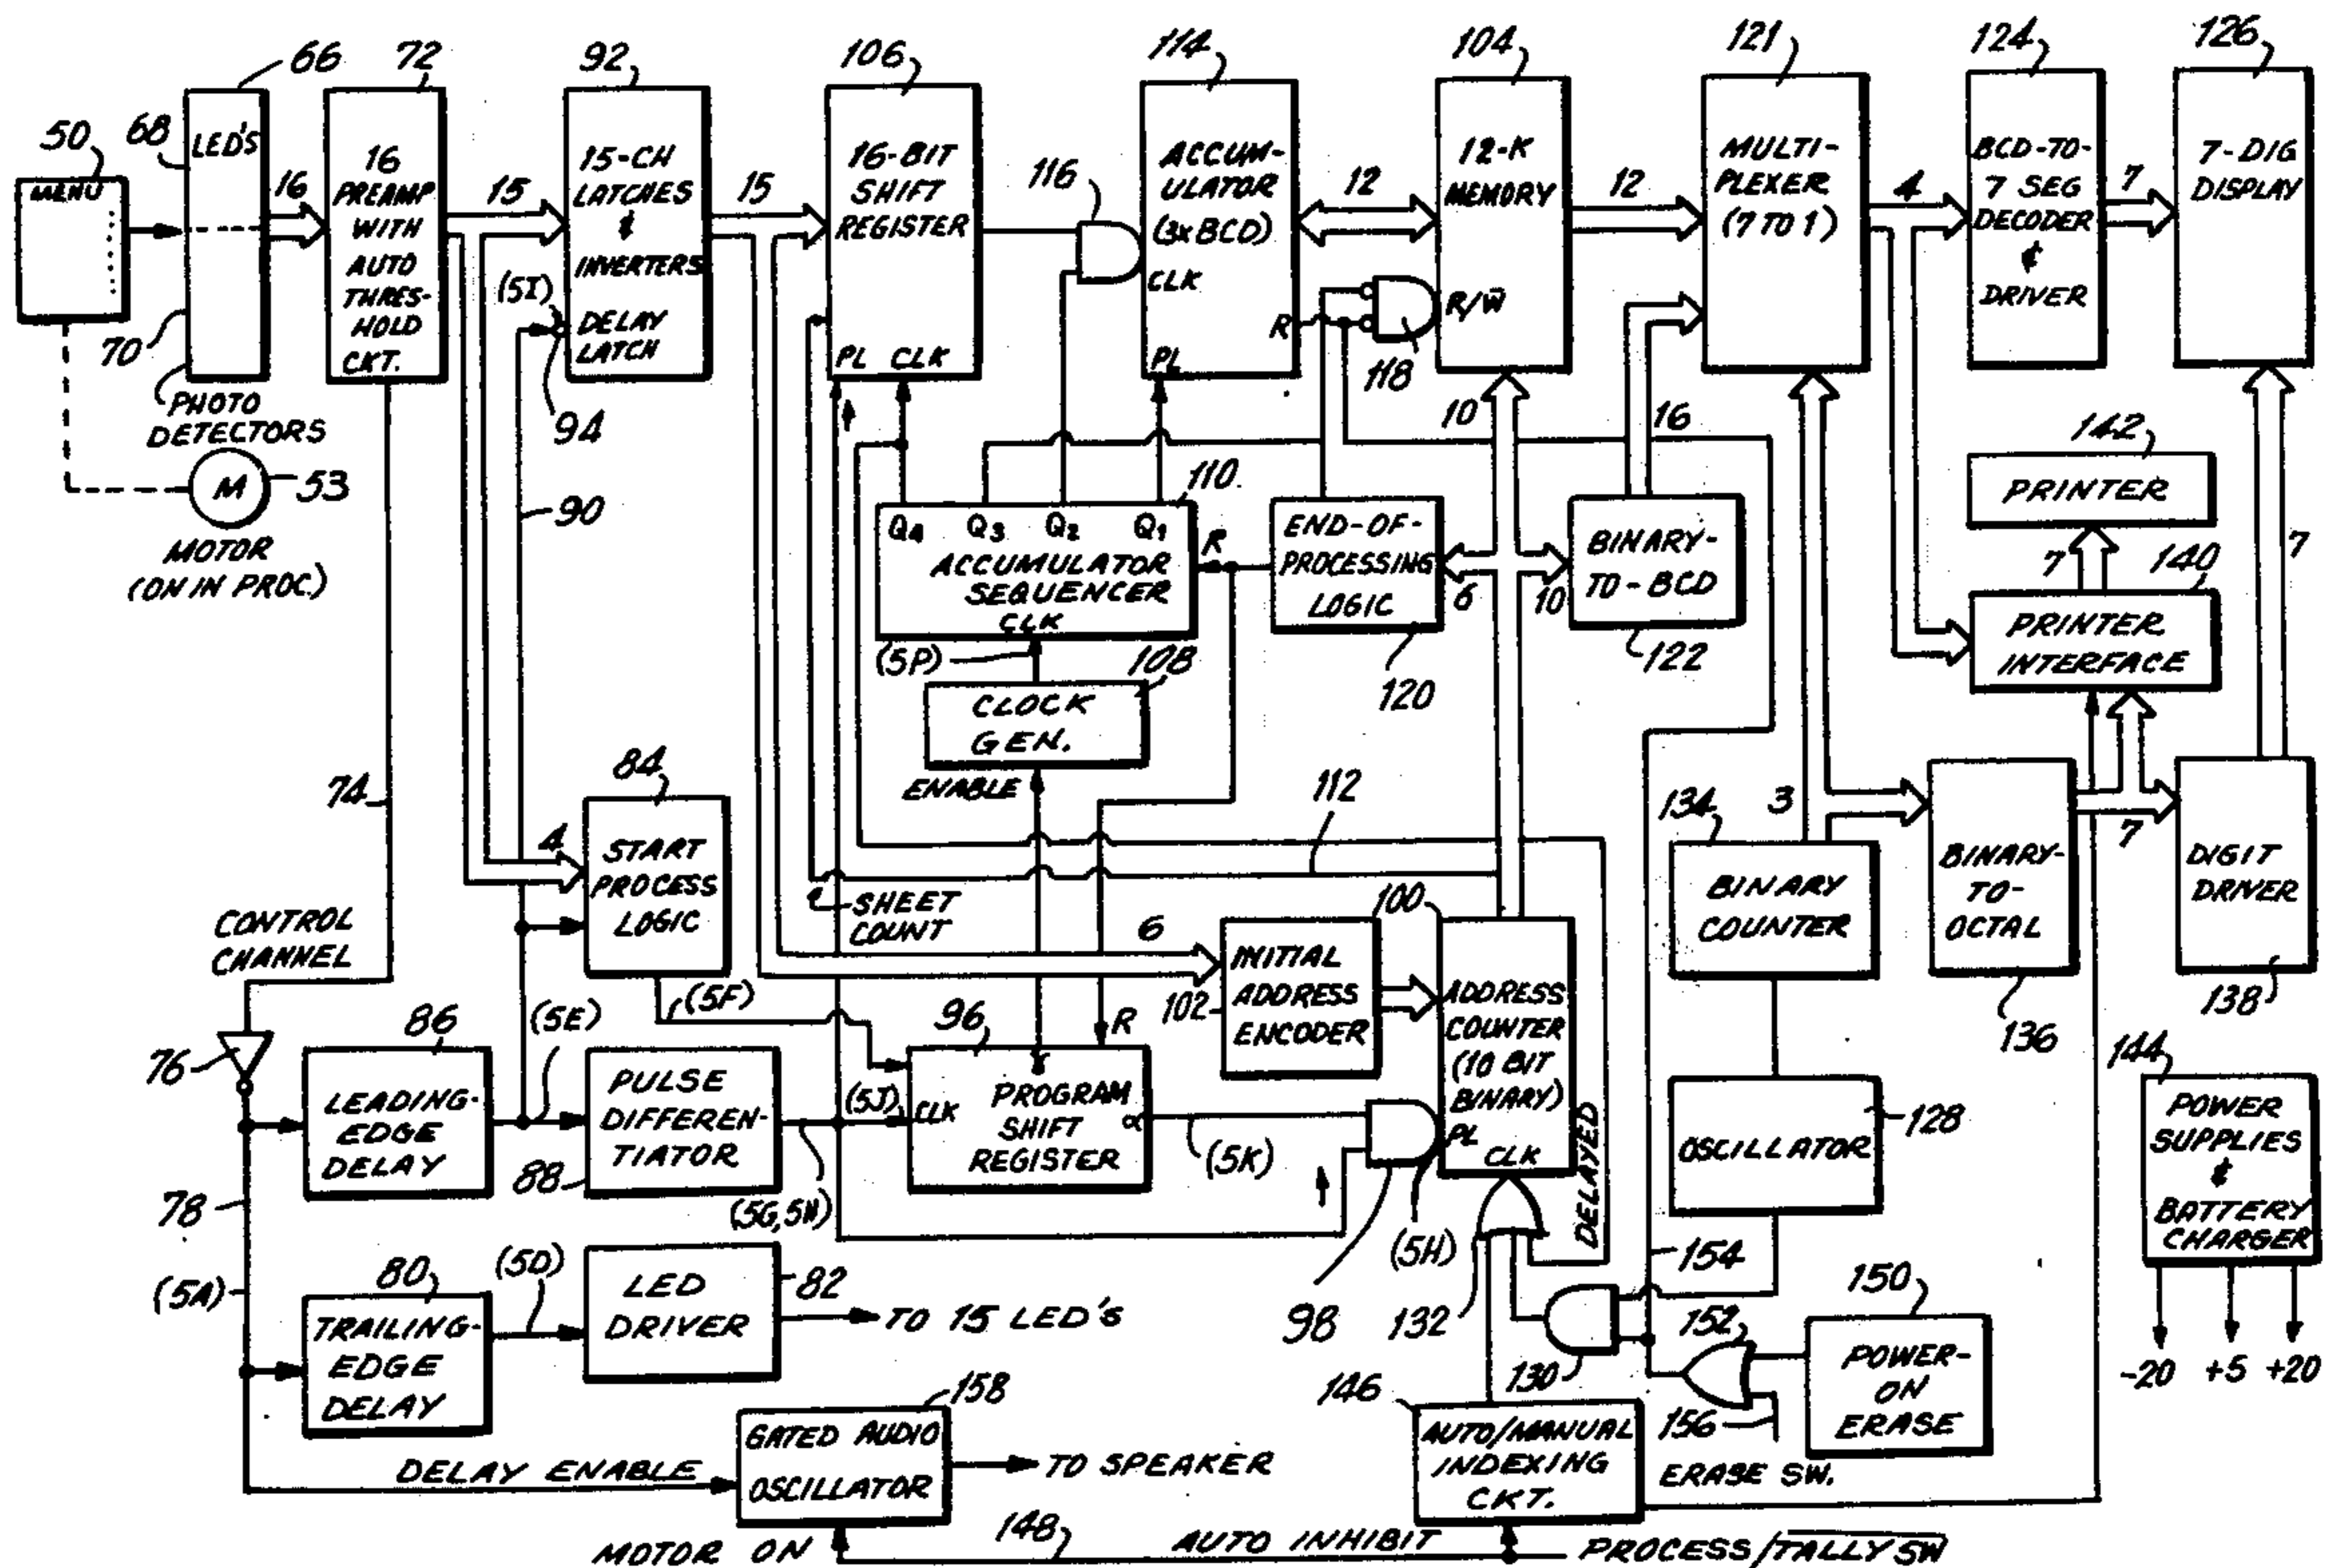 66
72
92
106
114
104
121
124
126
50
MENU
68
LED'S
16
16
PREAMP
WITH
AUTO
THRES-
HOLD
CKT.
15
15-CH
LATCHES
&
INVERTERS
(5I)
DELAY
LATCH
94
15
16-BIT
SHIFT
REGISTER
PL CLK
116
ACCUM-
ULATOR
(3xBCD)
CLK
R
PL
12
12-K
MEMORY
R/W̅
118
12
MULTI-
PLEXER
(7 TO 1)
4
BCD-TO-
7 SEG
DECODER
&
DRIVER
7
7-DIG
DISPLAY
70
PHOTO
DETECTORS
M
53
MOTOR
(ON IN PROC.)
90
10
16
110
Q4 Q3 Q2 Q1
ACCUMULATOR
SEQUENCER
CLK
R
END-OF-
PROCESSING
LOGIC
6
10
120
BINARY-
TO-BCD
122
142
PRINTER
7
140
PRINTER
INTERFACE
7
(5P)
108
CLOCK
GEN.
ENABLE
74
84
4
START
PROCESS
LOGIC
112
SHEET
COUNT
134
3
BINARY
COUNTER
BINARY-
TO-
OCTAL
136
7
DIGIT
DRIVER
138
CONTROL
CHANNEL
(5F)
6
100
INITIAL
ADDRESS
ENCODER
102
ADDRESS
COUNTER
(10 BIT
BINARY)
PL
CLK
DELAYED
76
86
LEADING-
EDGE
DELAY
(5E)
PULSE
DIFFEREN-
TIATOR
88
(5G,5H)
(5J)
96
R
γ
CLK
PROGRAM
SHIFT
REGISTER
α
(5K)
98
(5H)
132
OSCILLATOR
128
144
POWER
SUPPLIES
&
BATTERY
CHARGER
-20 +5 +20
78
(5A)
80
TRAILING-
EDGE
DELAY
(5D)
LED
DRIVER
82
TO 15 LED'S
130
154
152
150
POWER-
ON
ERASE
156
ERASE SW.
158
GATED AUDIO
OSCILLATOR
TO SPEAKER
DELAY ENABLE
146
AUTO/MANUAL
INDEXING
CKT.
MOTOR ON
148
AUTO INHIBIT
PROCESS/TALLY SW